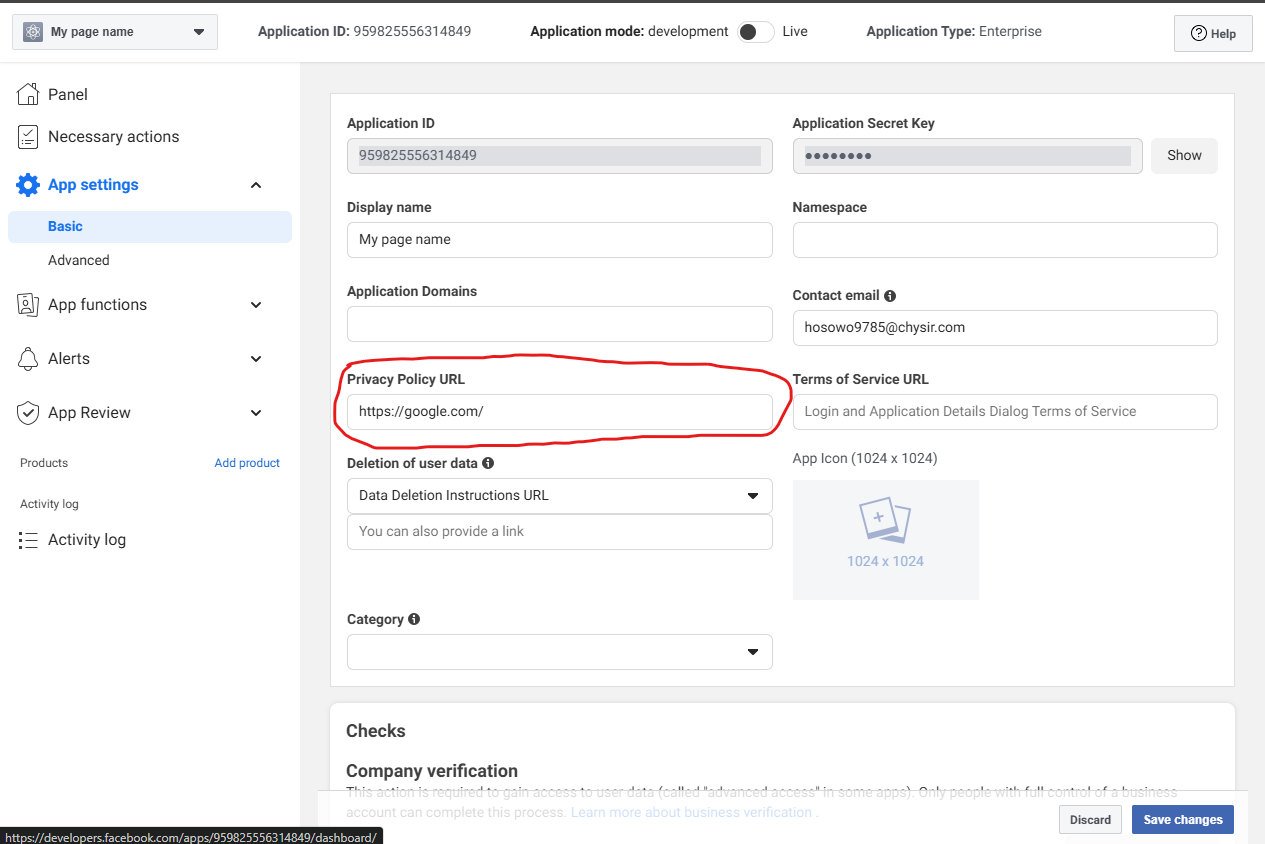 My page name
Application ID: 959825556314849
Application mode: development
Live
Application Type: Enterprise
Help
Panel
Necessary actions
App settings
Basic
Advanced
App functions
Alerts
App Review
Products
Add product
Activity log
Activity log
Application ID
959825556314849
Application Secret Key
●●●●●●●●
Show
Display name
My page name
Namespace
Application Domains
Contact email
hosowo9785@chysir.com
Privacy Policy URL
https://google.com/
Terms of Service URL
Login and Application Details Dialog Terms of Service
Deletion of user data
Data Deletion Instructions URL
You can also provide a link
App Icon (1024 x 1024)
1024 x 1024
Category
Checks
Company verification
This action is required to gain access to user data (called "advanced access" in some apps). Only people with full control of a business
account can complete this process. Learn more about business verification .
Discard
Save changes
https://developers.facebook.com/apps/959825556314849/dashboard/